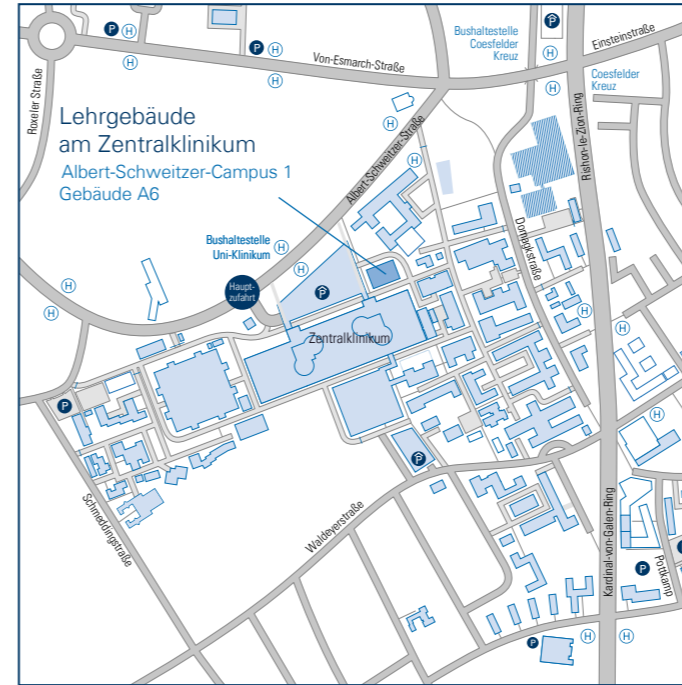 P
H
H
P
H
H
Von-Esmarch-Straße
Bushaltestelle
Coesfelder
Kreuz
P
Einsteinstraße
Coesfelder
Kreuz
H
H
Roxeler Straße
Lehrgebäude
am Zentralklinikum
Albert-Schweitzer-Campus 1
Gebäude A6
H
H
Albert-Schweitzer-Straße
Rishon-le-Zion-Ring
Domagkstraße
Bushaltestelle
Uni-Klinikum
H
H
H
H
Haupt-
zufahrt
P
Zentralklinikum
H
H
P
P
H
Schmeddingstraße
Waldeyerstraße
Kardinal-von-Galen-Ring
P
Pottkamp
P
P
H
H